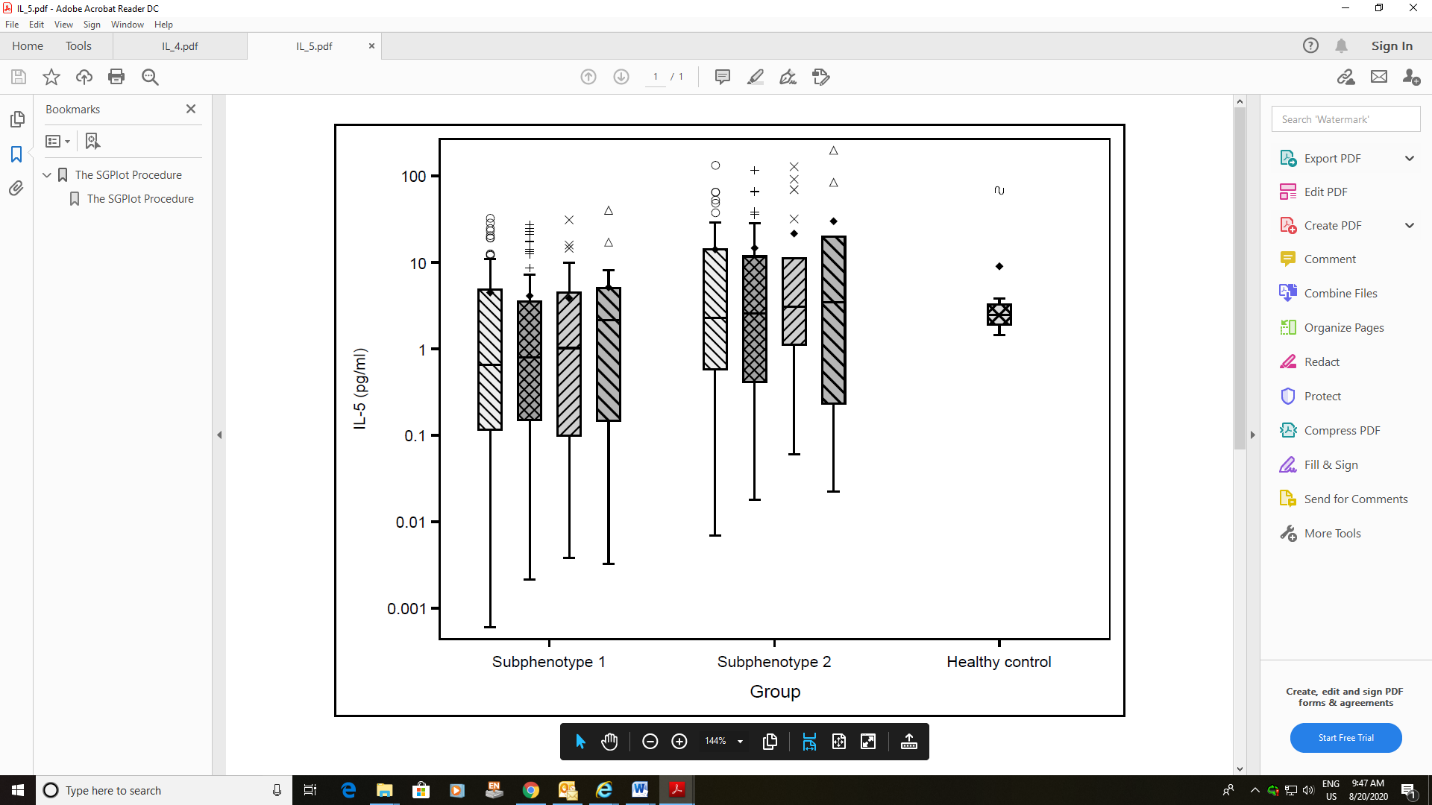 IL_5.pdf - Adobe Acrobat Reader DC
File Edit View Sign Window Help
Home Tools IL_4.pdf IL_5.pdf × Sign In
1 / 1
Bookmarks
The SGPlot Procedure
The SGPlot Procedure
IL-5 (pg/ml)
100
10
1
0.1
0.01
0.001
Subphenotype 1 Subphenotype 2 Healthy control
Group
144%
Search 'Watermark'
Export PDF
Edit PDF
Create PDF
Comment
Combine Files
Organize Pages
Redact
Protect
Compress PDF
Fill & Sign
Send for Comments
More Tools
Create, edit and sign PDF
forms & agreements
Start Free Trial
Type here to search
EN
ENG
US
9:47 AM
8/20/2020
1